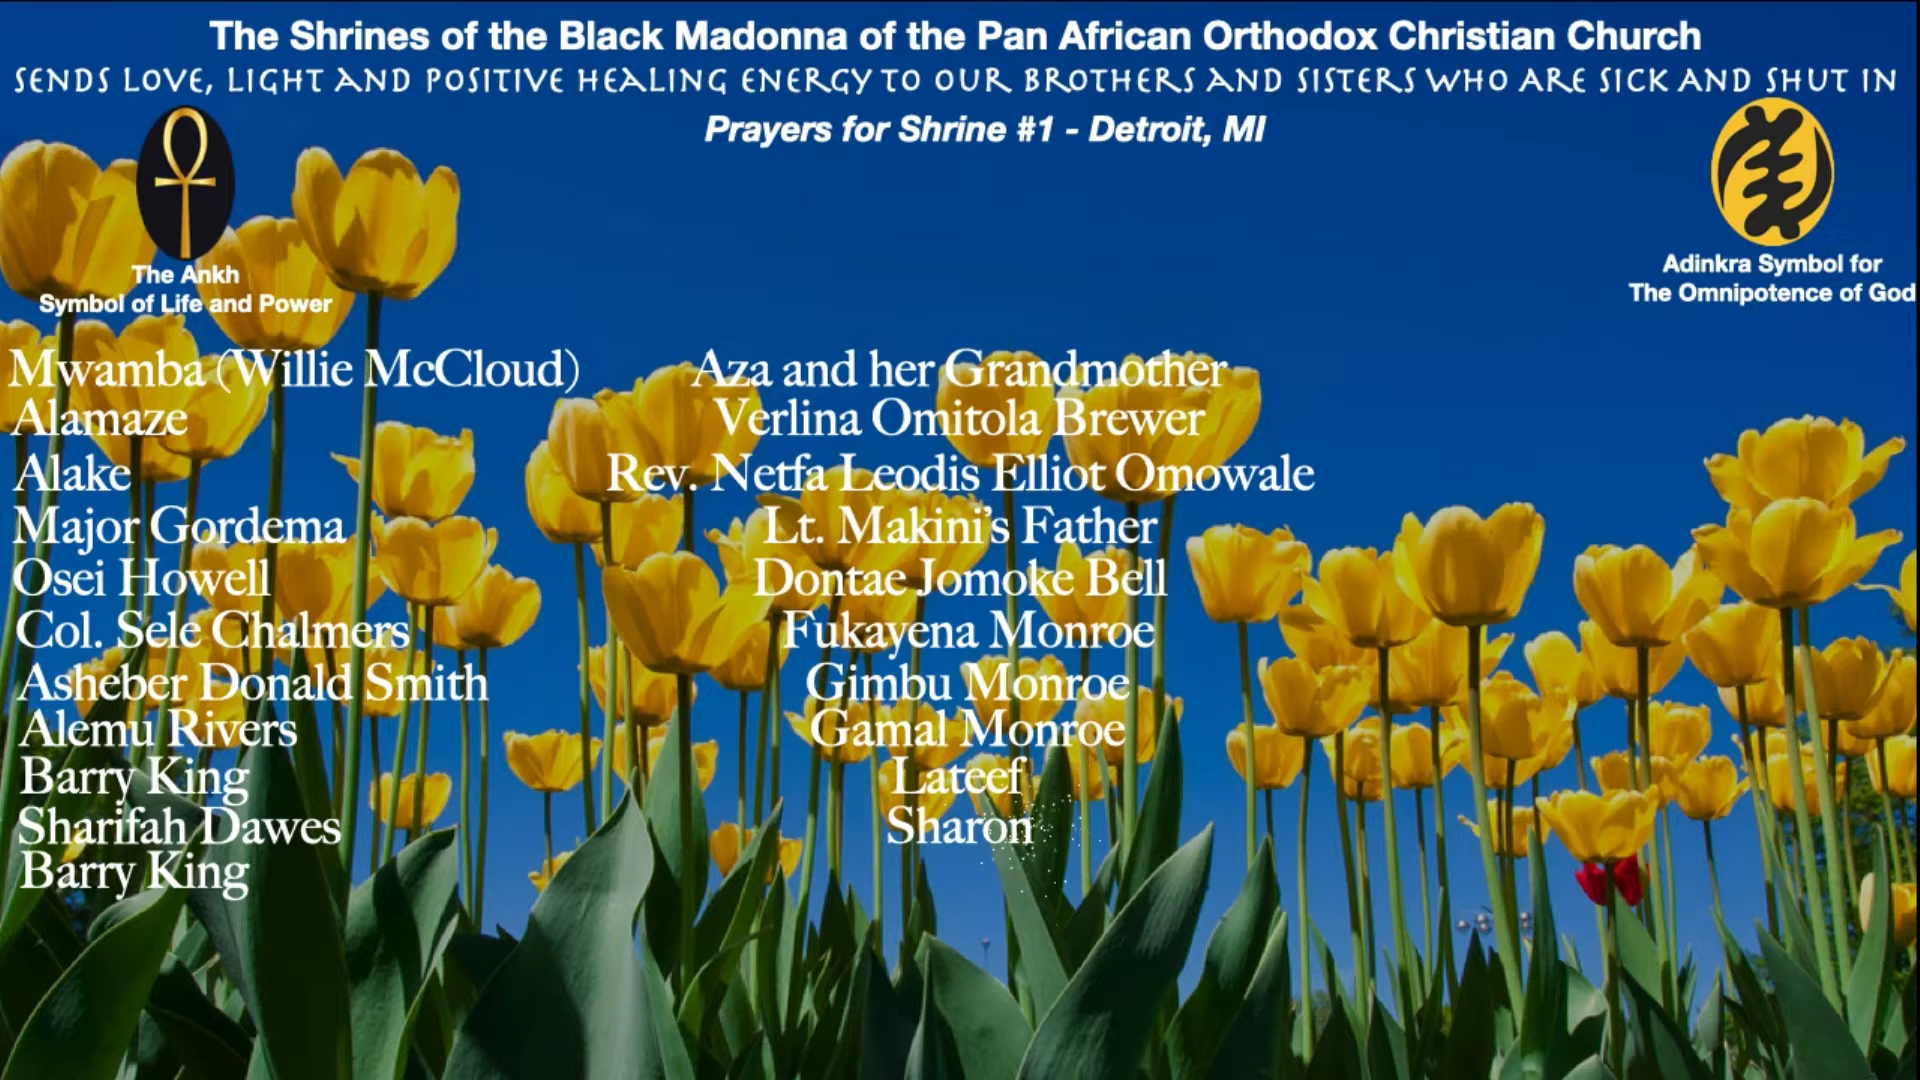 The Shrines of the Black Madonna of the Pan African Orthodox Christian Church
SENDS LOVE, LIGHT AND POSITIVE HEALING ENERGY TO OUR BROTHERS AND SISTERS WHO ARE SICK AND SHUT IN
Prayers for Shrine #1 - Detroit, MI
The Ankh
Symbol of Life and Power
Adinkra Symbol for
The Omnipotence of God
Mwamba (Willie McCloud)
Alamaze
Alake
Major Gordema
Osei Howell
Col. Sele Chalmers
Asheber Donald Smith
Alemu Rivers
Barry King
Sharifah Dawes
Barry King
Aza and her Grandmother
Verlina Omitola Brewer
Rev. Netfa Leodis Elliot Omowale
Lt. Makini's Father
Dontae Jomoke Bell
Fukayena Monroe
Gimbu Monroe
Gamal Monroe
Lateef
Sharon